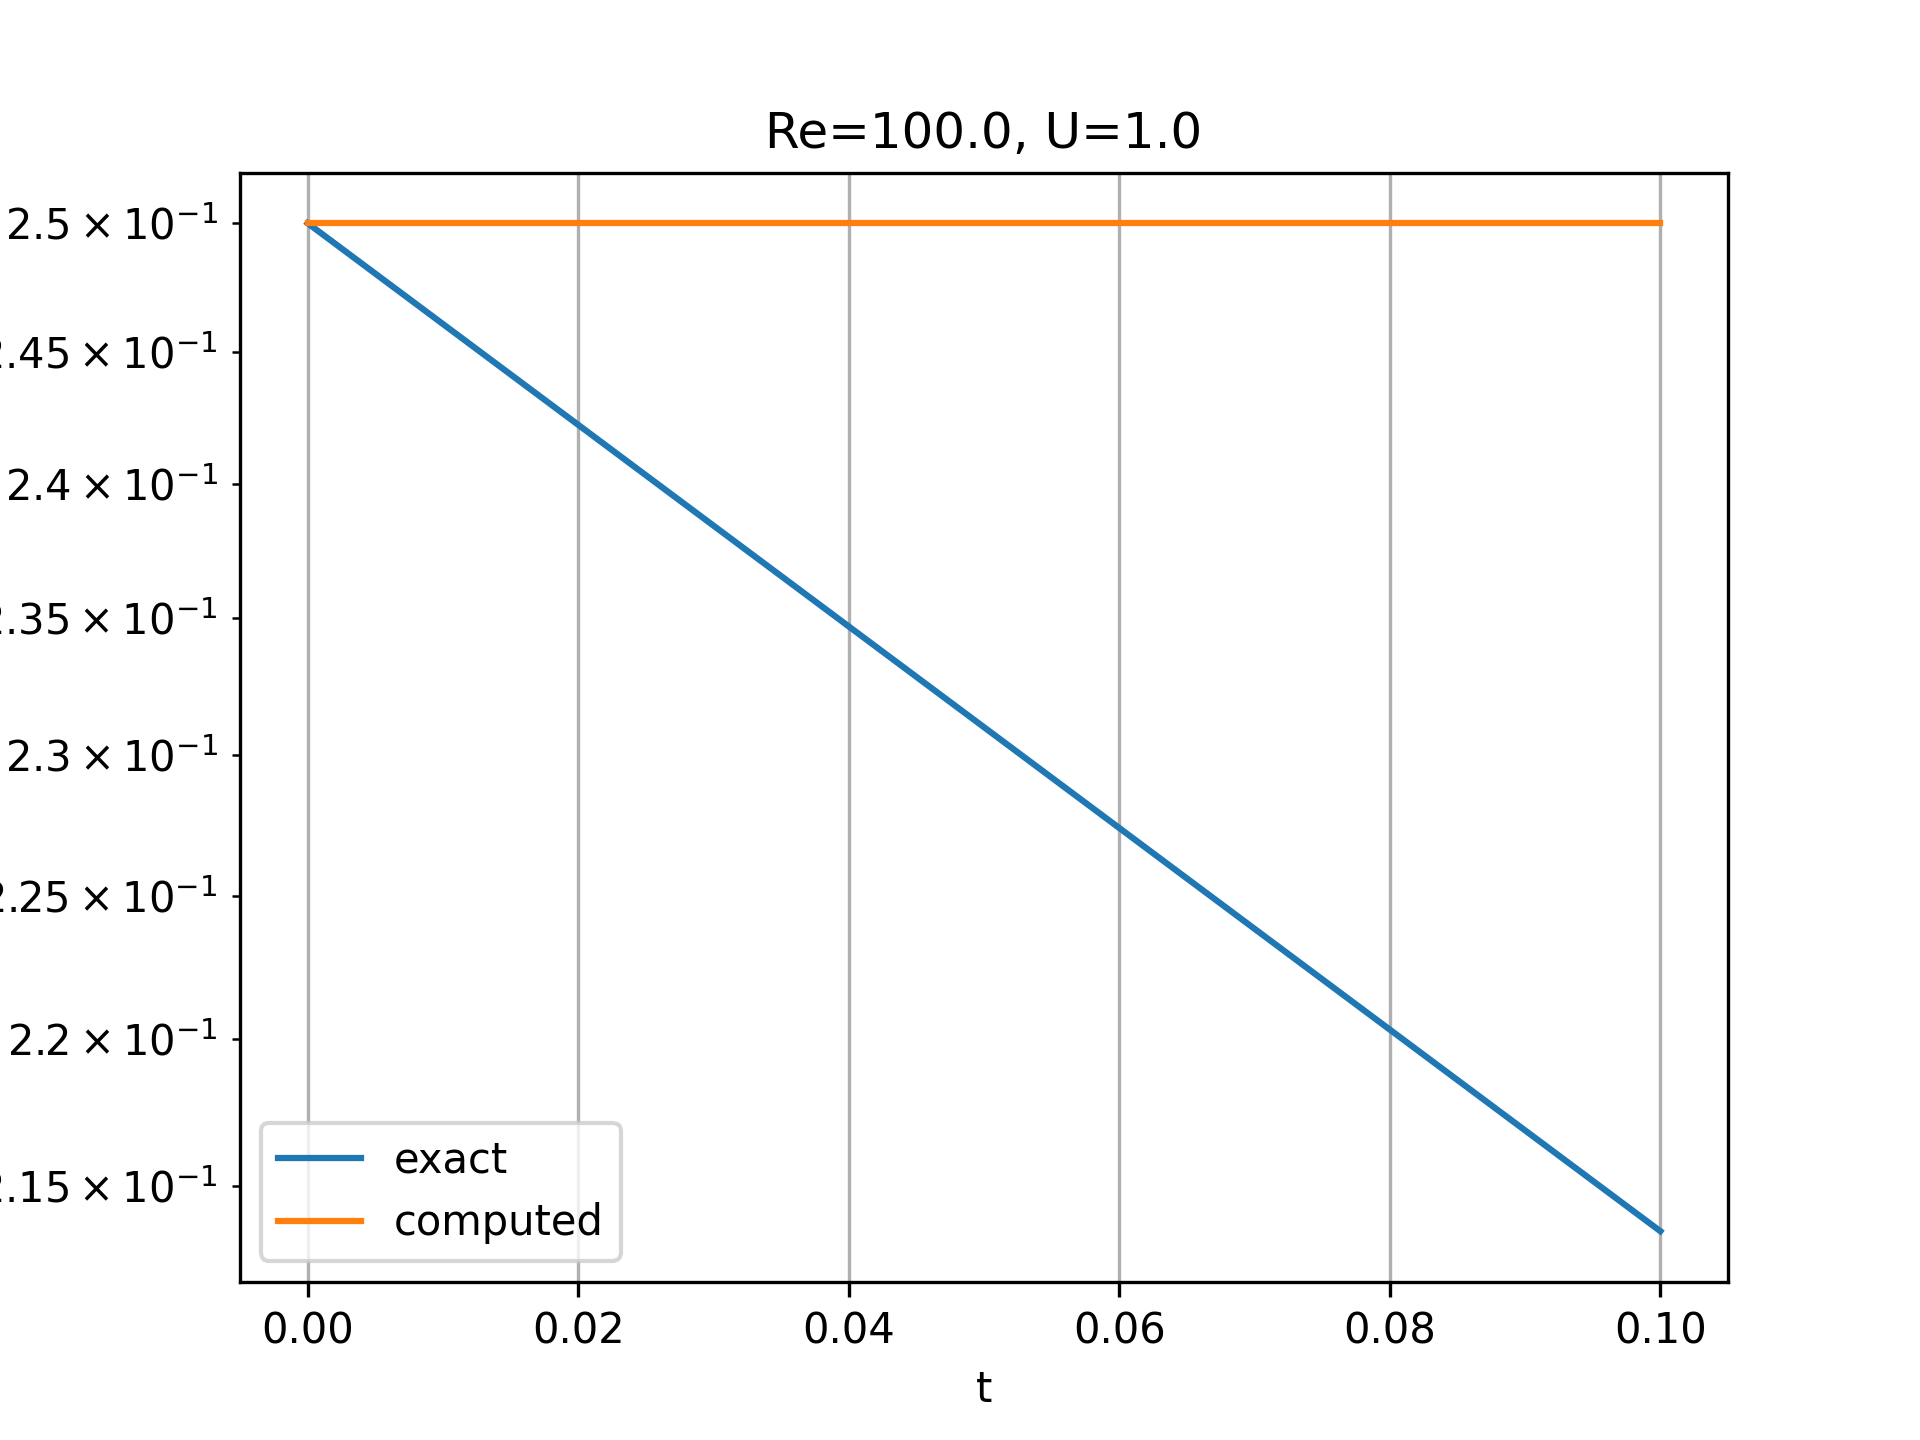 Re=100.0, U=1.0
2.5 × 10⁻¹
.45 × 10⁻¹
2.4 × 10⁻¹
.35 × 10⁻¹
2.3 × 10⁻¹
.25 × 10⁻¹
2.2 × 10⁻¹
.15 × 10⁻¹
exact
computed
0.00 0.02 0.04 0.06 0.08 0.10
t